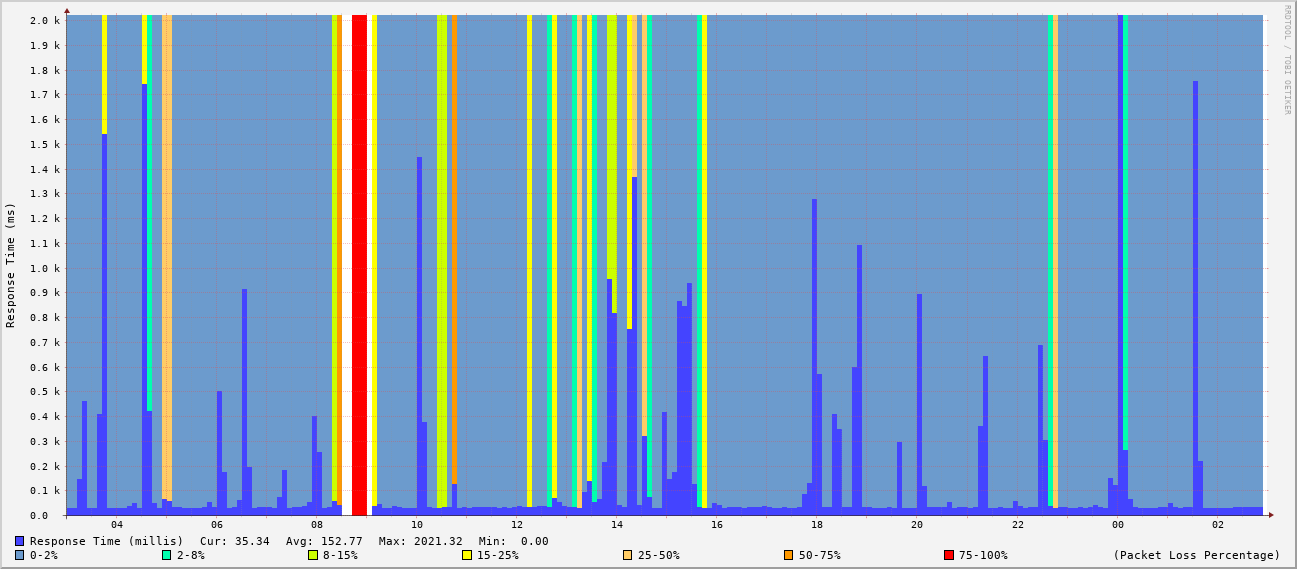 RRDTOOL / TOBI OETIKER
Response Time (ms)
2.0 k
1.9 k
1.8 k
1.7 k
1.6 k
1.5 k
1.4 k
1.3 k
1.2 k
1.1 k
1.0 k
0.9 k
0.8 k
0.7 k
0.6 k
0.5 k
0.4 k
0.3 k
0.2 k
0.1 k
0.0
04 06 08 10 12 14 16 18 20 22 00 02
Response Time (millis) Cur: 35.34 Avg: 152.77 Max: 2021.32 Min: 0.00
0-2% 2-8% 8-15% 15-25% 25-50% 50-75% 75-100% (Packet Loss Percentage)